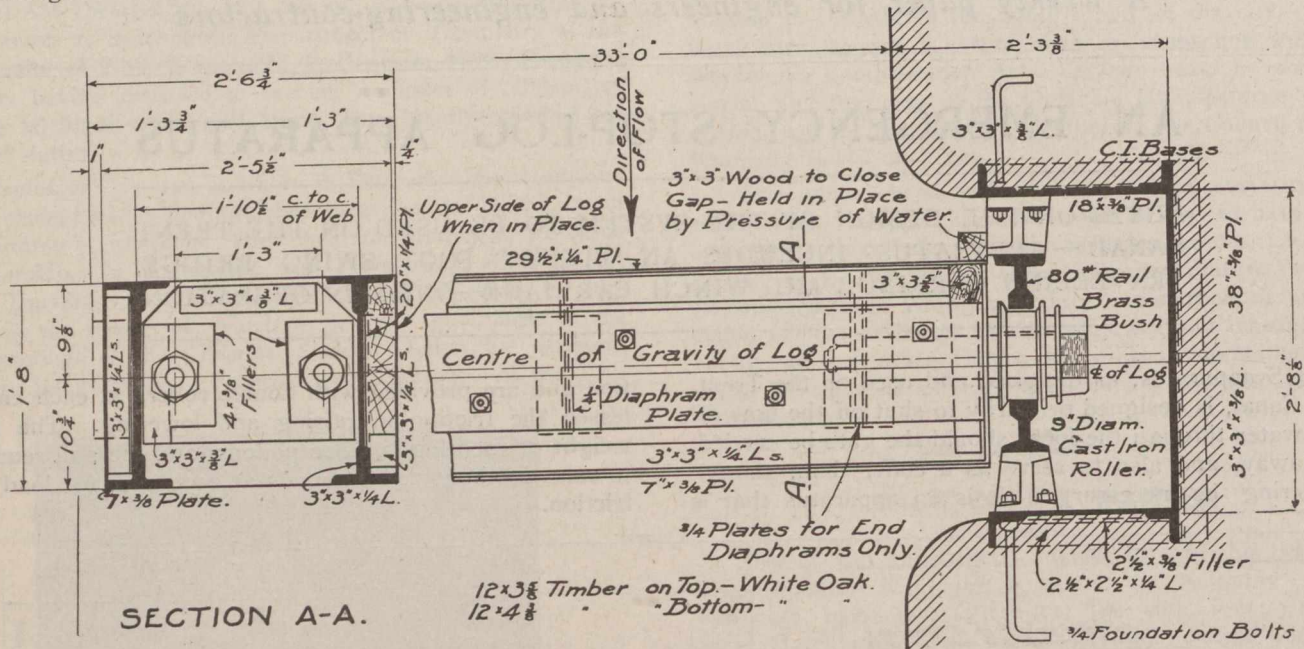 33'-0"
2'-3 3/8"
2'-6 3/4"
1'-3 3/4"
1'-3"
2'-5 1/2"
1"
1/4"
1'-10 1/2"
c. to c.
of Web
1'-3"
Direction
of Flow
3"x3"x3/8"L.
C.I. Bases
3"x3" Wood to Close
Gap-Held in Place
by Pressure of Water.
18"x3/8" Pl.
Upper Side of Log
When in Place.
29 1/2"x1/4" Pl.
A
20"x1/4" Pl.
3"x3 5/8"
80# Rail
Brass
Bush
38"x3/8" Pl.
3"x3"x3/8"L
9 1/8"
1'-8"
10 3/4"
3"x3"x1/4"Ls.
4"x3/8"
Fillers
Centre of Gravity of Log
℄ of Log
2'-8 5/8"
1/4" Diaphram
Plate.
3"x3"x1/4 Ls.
3"x3"x3/8"L
3"x3"x1/4" Ls.
9" Diam.
Cast Iron
Roller.
3"x3"x3/8"L
7"x3/8 Plate.
3"x3"x1/4L.
7"x3/8 Pl.
A
3/4 Plates for End
Diaphrams Only.
2 1/2"x3/8" Filler
2 1/2"x2 1/2"x1/4"L
12x3 5/8 Timber on Top.-White Oak.
12x4 3/8 " "Bottom- " "
SECTION A-A.
3/4 Foundation Bolts